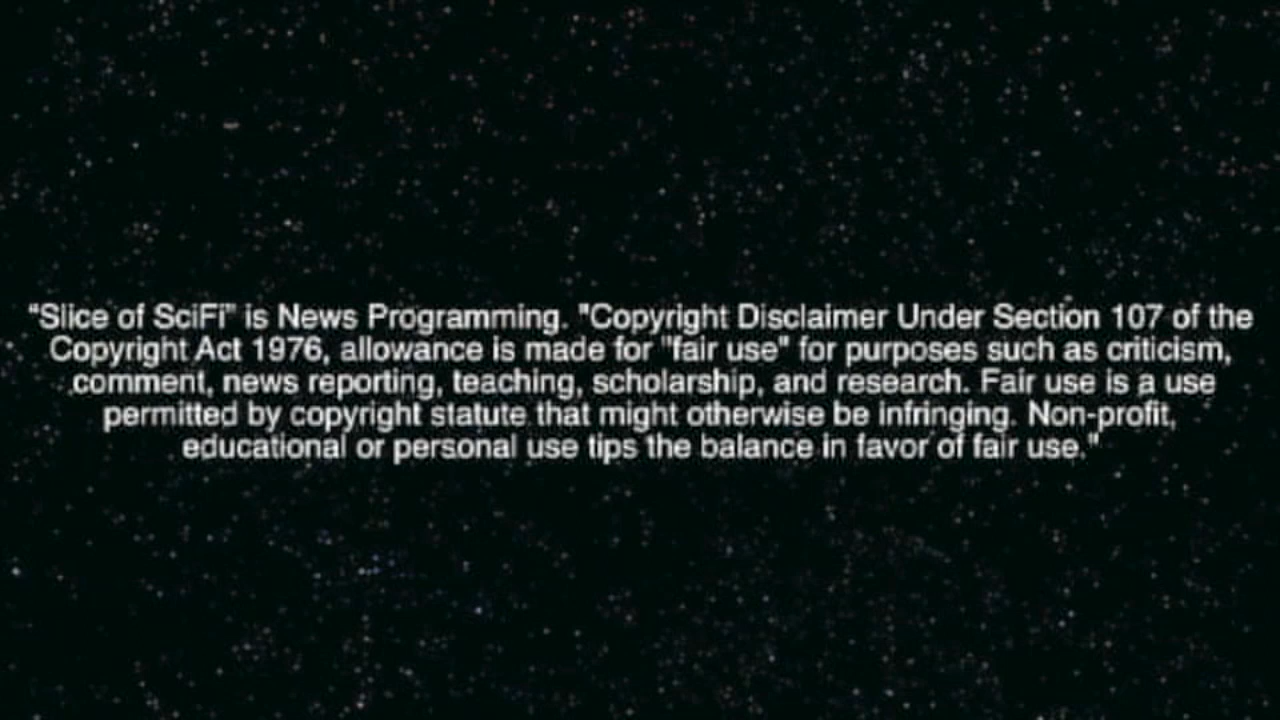 “Slice of SciFi" is News Programming. "Copyright Disclaimer Under Section 107 of the
Copyright Act 1976, allowance is made for "fair use" for purposes such as criticism,
comment, news reporting, teaching, scholarship, and research. Fair use is a use
permitted by copyright statute that might otherwise be infringing. Non-profit,
educational or personal use tips the balance in favor of fair use."